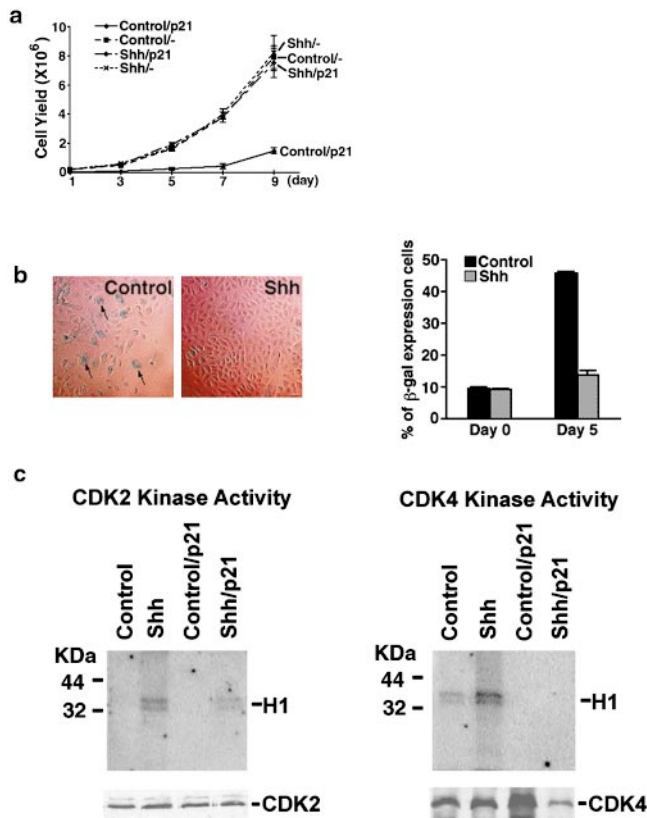 a
Cell Yield (X10⁶)
10
8
6
4
2
0
Control/p21
Control/-
Shh/p21
Shh/-
Shh/-
Control/-
Shh/p21
Control/p21
1 3 5 7 9 (day)
b
Control
Shh
% of β-gal expression cells
50
40
30
20
10
0
Control
Shh
Day 0 Day 5
c
CDK2 Kinase Activity
Control Shh Control/p21 Shh/p21
KDa
44
32
H1
CDK2
CDK4 Kinase Activity
Control Shh Control/p21 Shh/p21
KDa
44
32
H1
CDK4